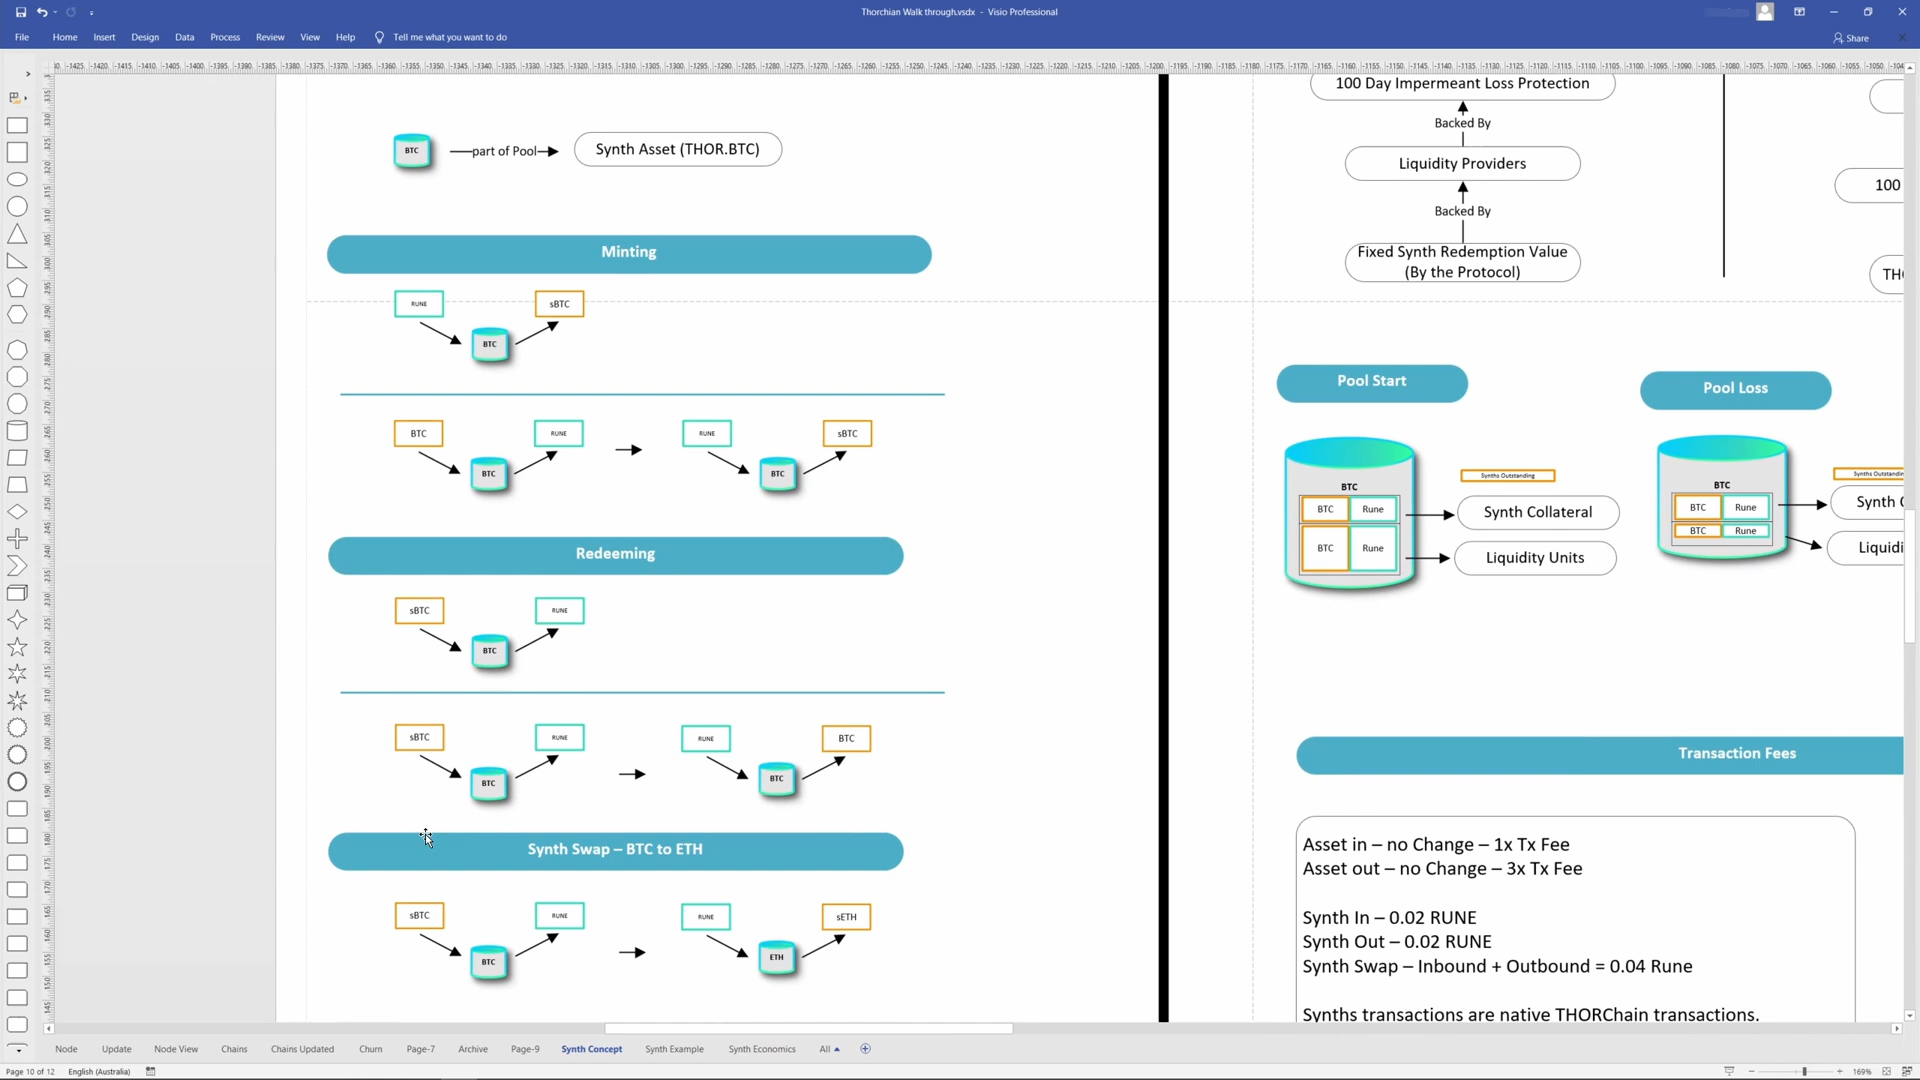 Thorchian Walk through.vsdx - Visio Professional
File Home Insert Design Data Process Review View Help Tell me what you want to do
Share
BTC
part of Pool
Synth Asset (THOR.BTC)
Minting
RUNE
sBTC
BTC
BTC
RUNE
RUNE
sBTC
BTC
BTC
Redeeming
sBTC
RUNE
BTC
sBTC
RUNE
RUNE
BTC
BTC
BTC
Synth Swap – BTC to ETH
sBTC
RUNE
RUNE
sETH
BTC
ETH
100 Day Impermeant Loss Protection
Backed By
Liquidity Providers
Backed By
Fixed Synth Redemption Value
(By the Protocol)
100
Pool Start
Pool Loss
BTC
Synths Outstanding
BTC Rune
Synth Collateral
BTC Rune
Liquidity Units
BTC
BTC Rune
BTC Rune
Transaction Fees
Asset in – no Change – 1x Tx Fee
Asset out – no Change – 3x Tx Fee
Synth In – 0.02 RUNE
Synth Out – 0.02 RUNE
Synth Swap – Inbound + Outbound = 0.04 Rune
Synths transactions are native THORChain transactions.
Node Update Node View Chains Chains Updated Churn Page-7 Archive Page-9 Synth Concept Synth Example Synth Economics All
Page 10 of 12 English (Australia)
169%